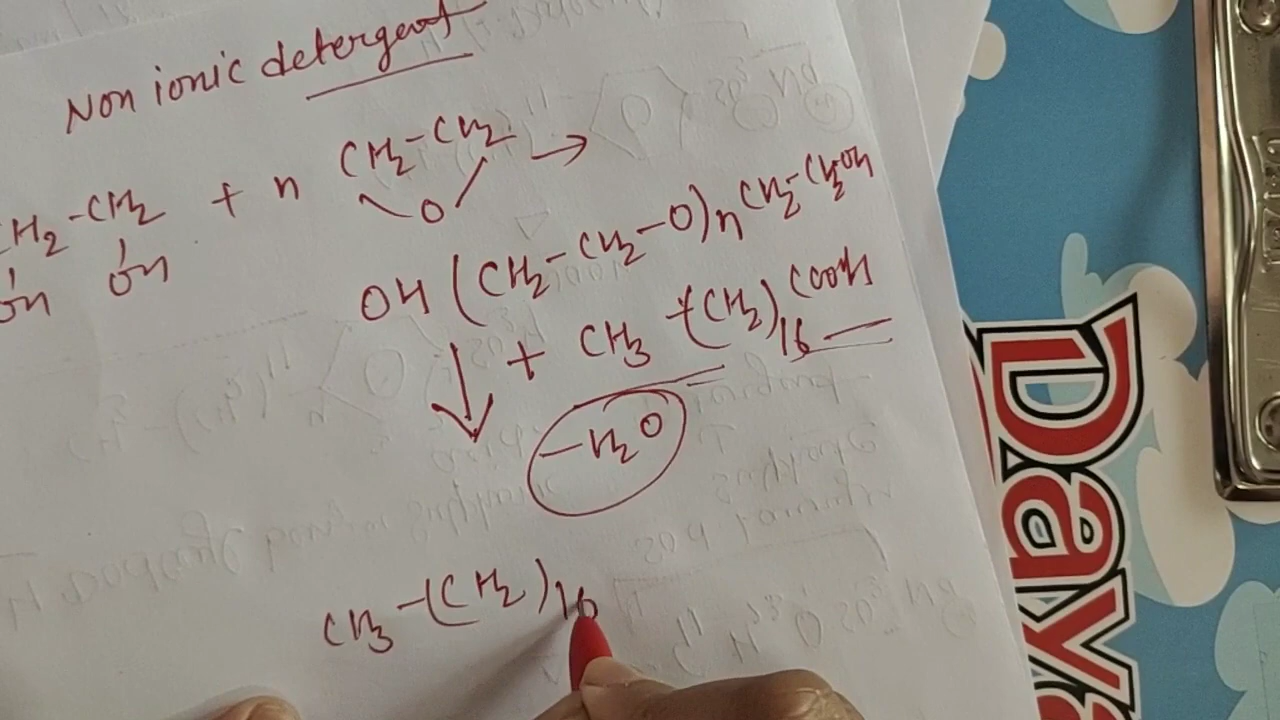 Non ionic detergent
CH2-CH2 + n CH2-CH2 →
OH OH O
OH (CH2-CH2-O)n CH2-CH2OH
↓ + CH3 -(CH2)16 COOH
-H2O
CH3-(CH2)16
Daya